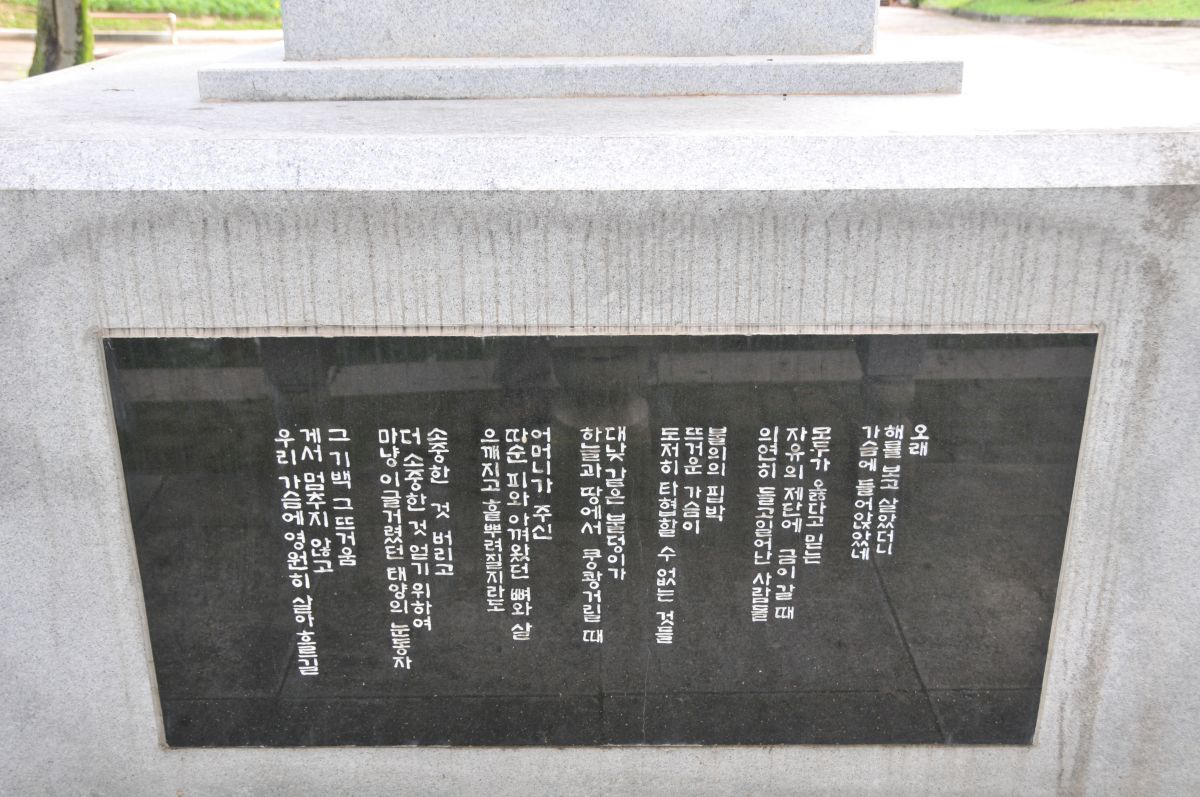 오래
해를 보고 살았더니
가슴에 들어앉았네
모두가 옳다고 믿는
자유의 제단에 금이갈 때
의연히 들고일어난 사람들
불의의 핍박
뜨거운 가슴이
도저히 타협할 수 없는 것들
대낮 같은 불덩이가
하늘과 땅에서 쿵쾅거릴 때
어머니가 주신
따순 피와 아껴왔던 뼈와 살
으깨지고 흩뿌려질지라도
소중한 것 버리고
더 소중한 것 얻기 위하여
마냥 이글거렸던 태양의 눈동자
그 기백 그 뜨거움
게서 멈추지 않고
우리 가슴에 영원히 살아 흐를길